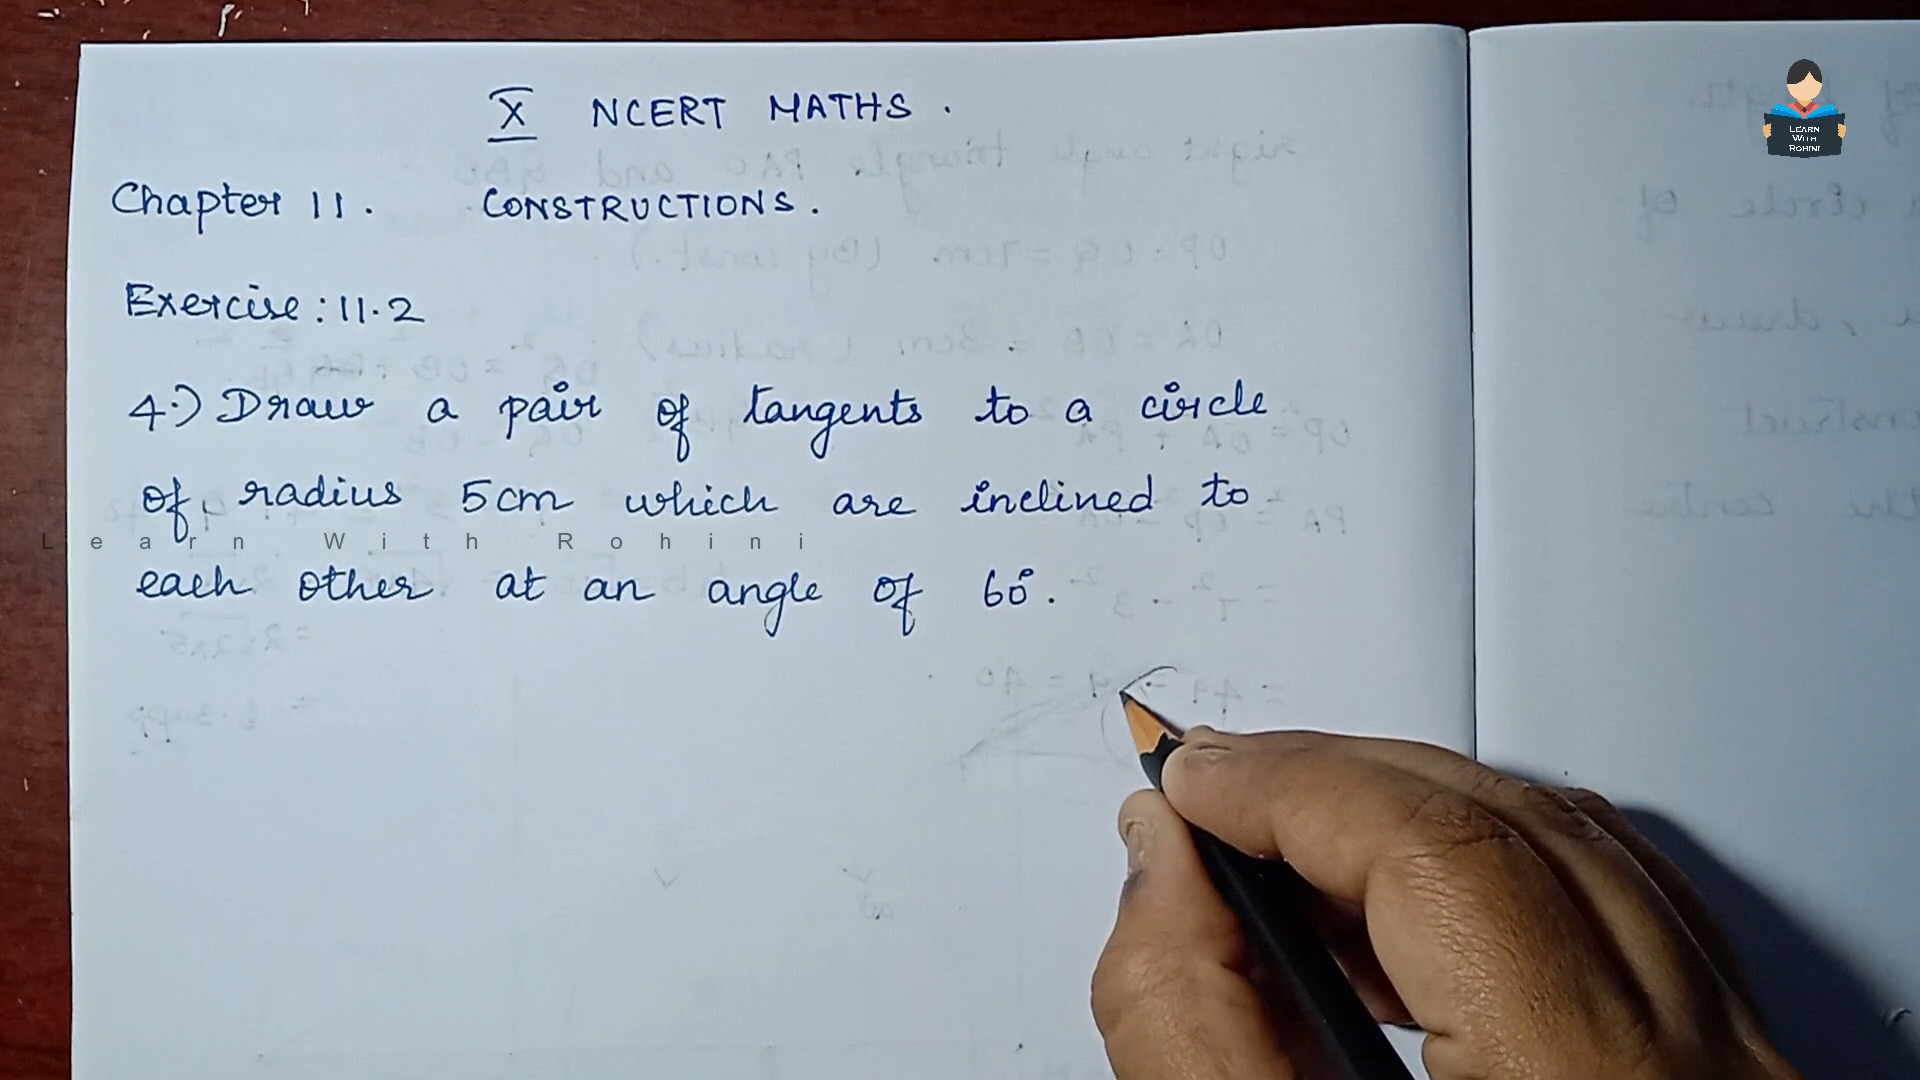 X NCERT MATHS.
Chapter 11. CONSTRUCTIONS.
Exercise: 11.2
4.) Draw a pair of tangents to a circle
of radius 5cm which are inclined to
Learn With Rohini
each other at an angle of 60°.
LEARN
WITH
ROHINI